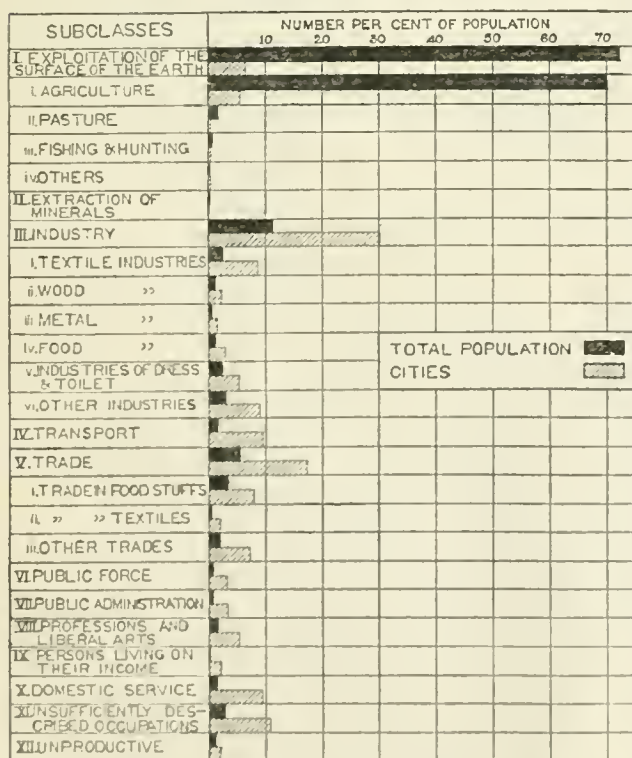 SUBCLASSES
NUMBER PER CENT OF POPULATION
10 20 30 40 50 60 70
I. EXPLOITATION OF THE
SURFACE OF THE EARTH
i. AGRICULTURE
ii. PASTURE
iii. FISHING & HUNTING
iv. OTHERS
II. EXTRACTION OF
MINERALS
III. INDUSTRY
i. TEXTILE INDUSTRIES
ii. WOOD ”
iii. METAL ”
iv. FOOD ”
v. INDUSTRIES OF DRESS
& TOILET
vi. OTHER INDUSTRIES
IV. TRANSPORT
V. TRADE
i. TRADE IN FOOD STUFFS
ii. ” ” TEXTILES
iii. OTHER TRADES
VI. PUBLIC FORCE
VII. PUBLIC ADMINISTRATION
VIII. PROFESSIONS AND
LIBERAL ARTS
IX PERSONS LIVING ON
THEIR INCOME
X. DOMESTIC SERVICE
XI. INSUFFICIENTLY DES-
CRIBED OCCUPATIONS
XII. UNPRODUCTIVE
TOTAL POPULATION
CITIES